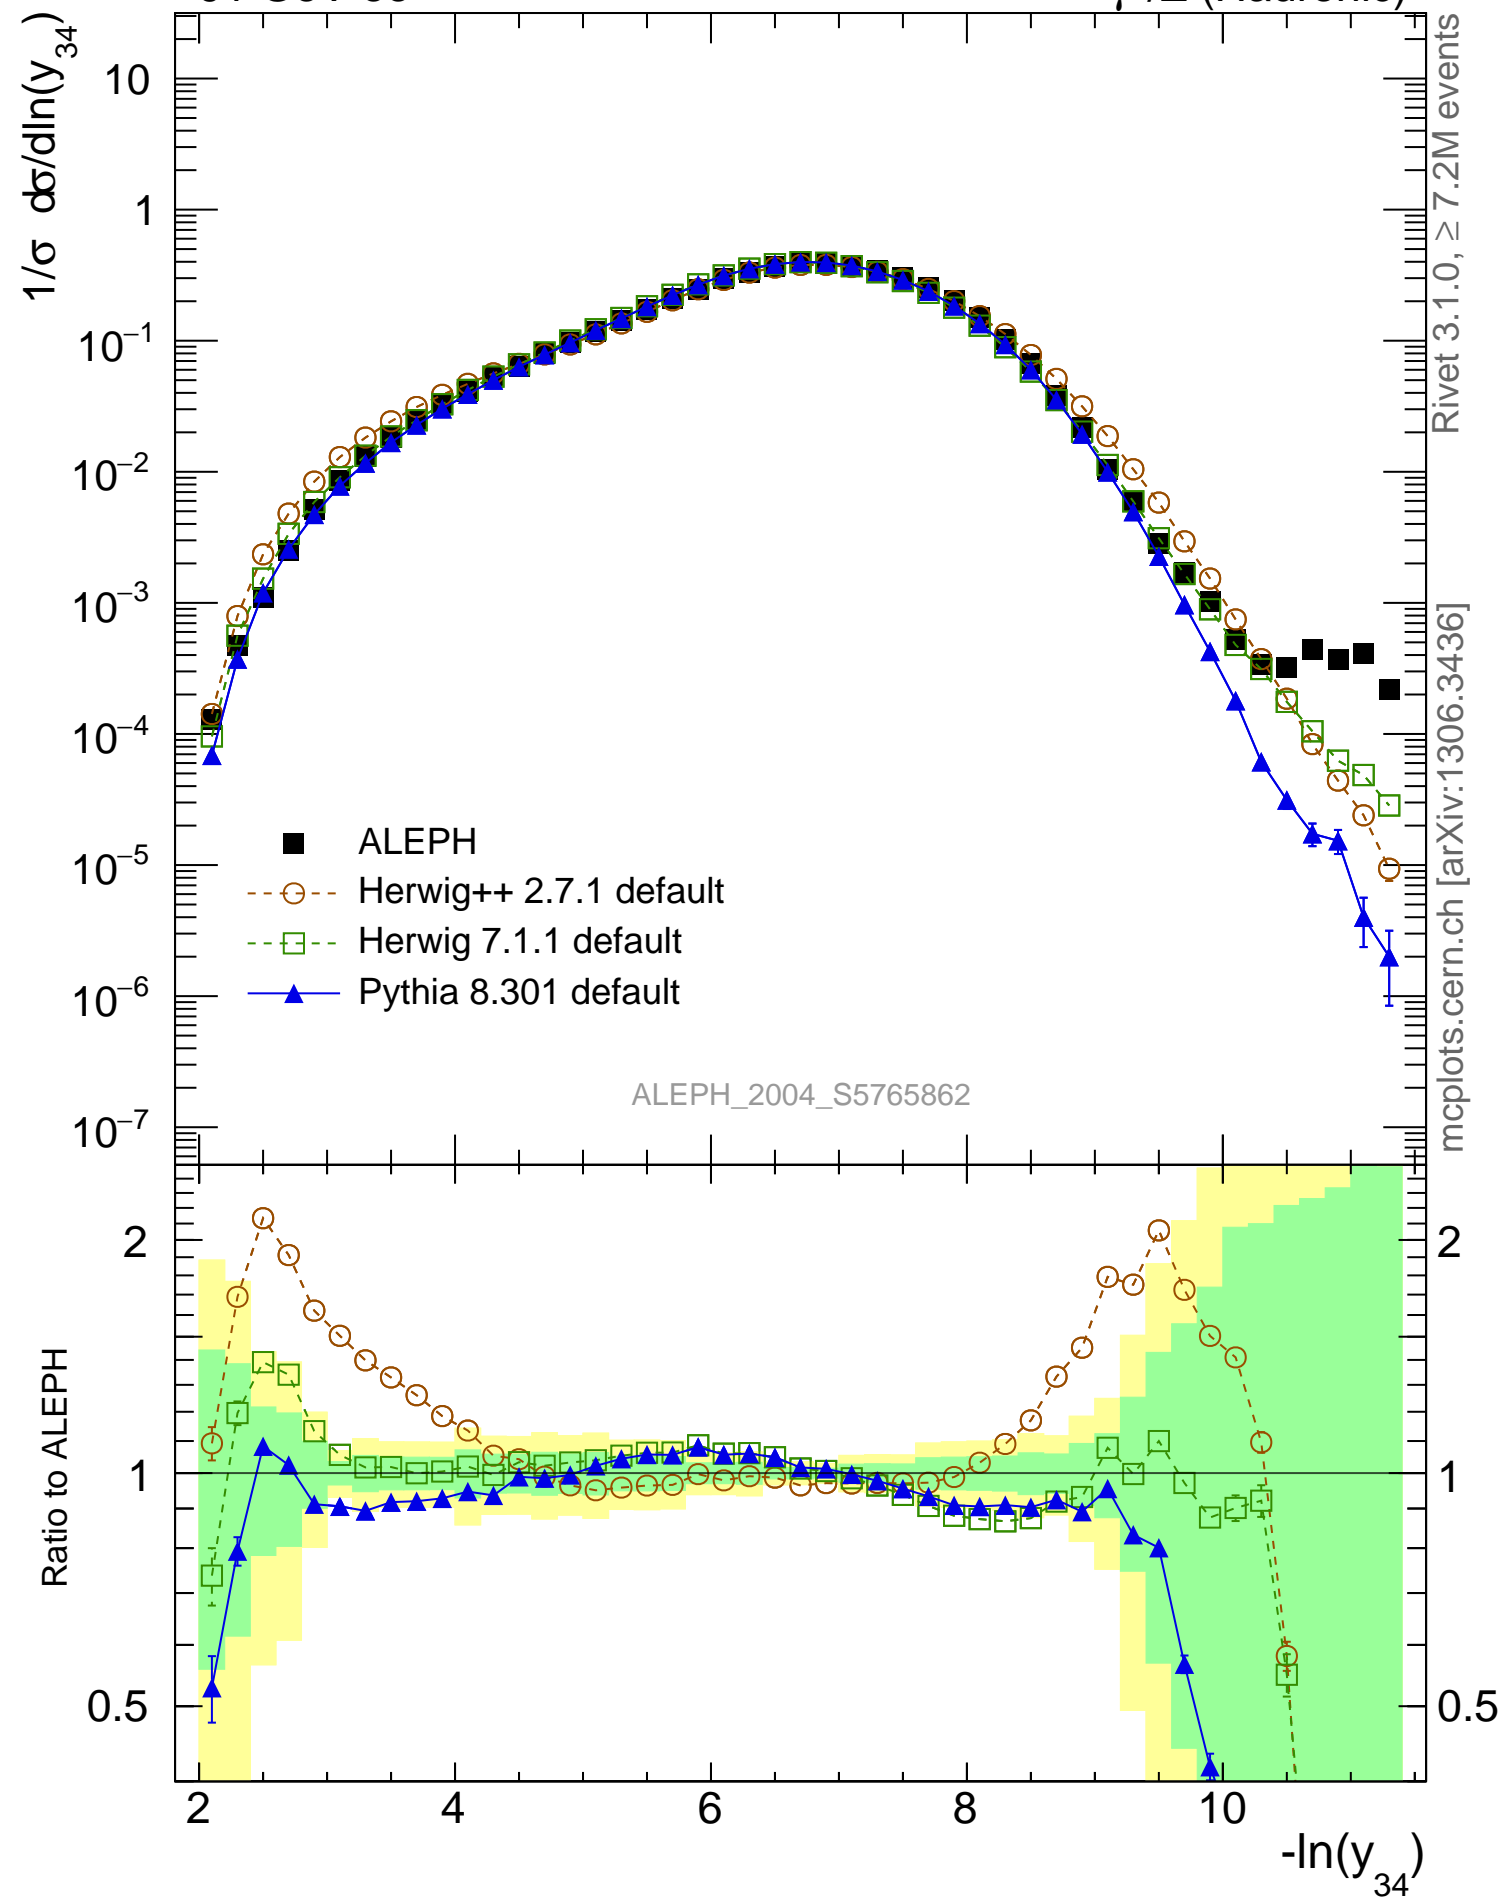 1/σ dσ/dln(y34)
10
1
10−1
10−2
10−3
10−4
10−5
10−6
10−7
ALEPH
Herwig++ 2.7.1 default
Herwig 7.1.1 default
Pythia 8.301 default
ALEPH_2004_S5765862
Rivet 3.1.0, ≥ 7.2M events
mcplots.cern.ch [arXiv:1306.3436]
Ratio to ALEPH
2
1
0.5
2
1
0.5
2 4 6 8 10
-ln(y34)